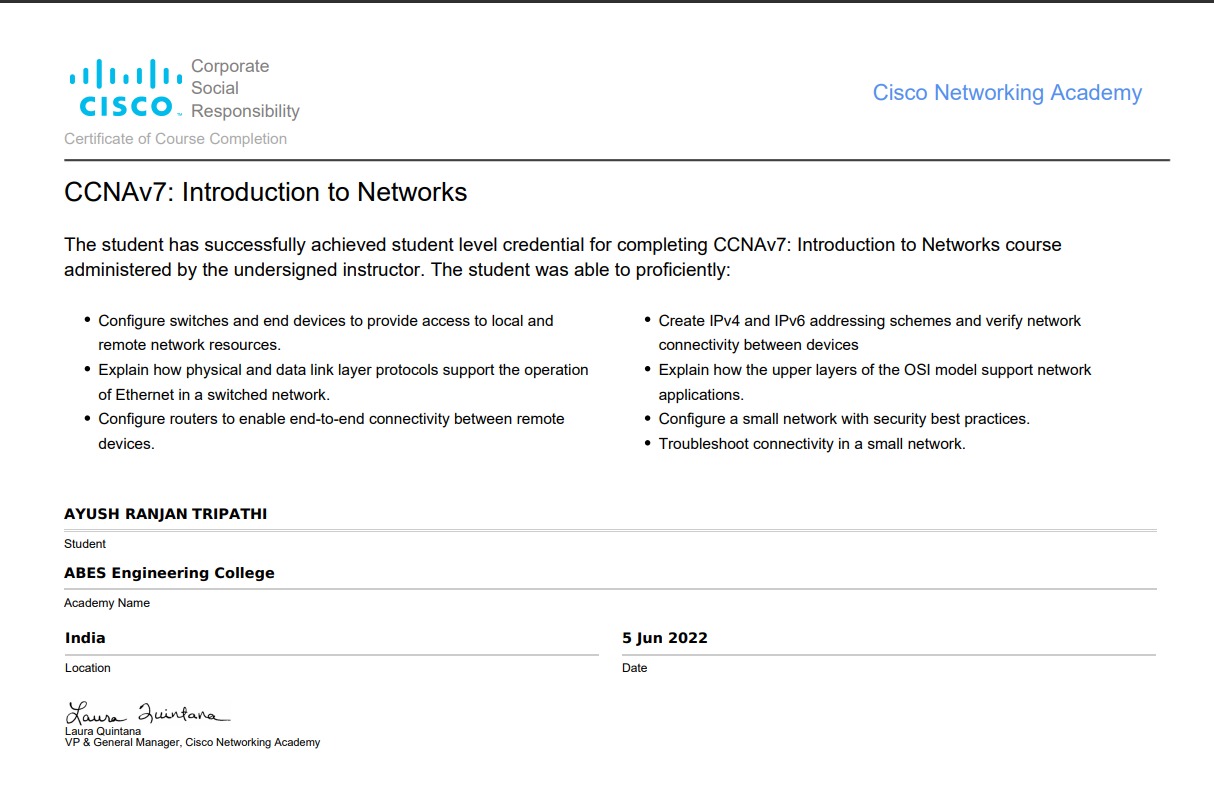 Corporate
Social
Responsibility
CISCO™
Cisco Networking Academy
Certificate of Course Completion
CCNAv7: Introduction to Networks
The student has successfully achieved student level credential for completing CCNAv7: Introduction to Networks course
administered by the undersigned instructor. The student was able to proficiently:
• Configure switches and end devices to provide access to local and
remote network resources.
• Explain how physical and data link layer protocols support the operation
of Ethernet in a switched network.
• Configure routers to enable end-to-end connectivity between remote
devices.
• Create IPv4 and IPv6 addressing schemes and verify network
connectivity between devices
• Explain how the upper layers of the OSI model support network
applications.
• Configure a small network with security best practices.
• Troubleshoot connectivity in a small network.
AYUSH RANJAN TRIPATHI
Student
ABES Engineering College
Academy Name
India
Location
5 Jun 2022
Date
Laura Quintana
Laura Quintana
VP & General Manager, Cisco Networking Academy